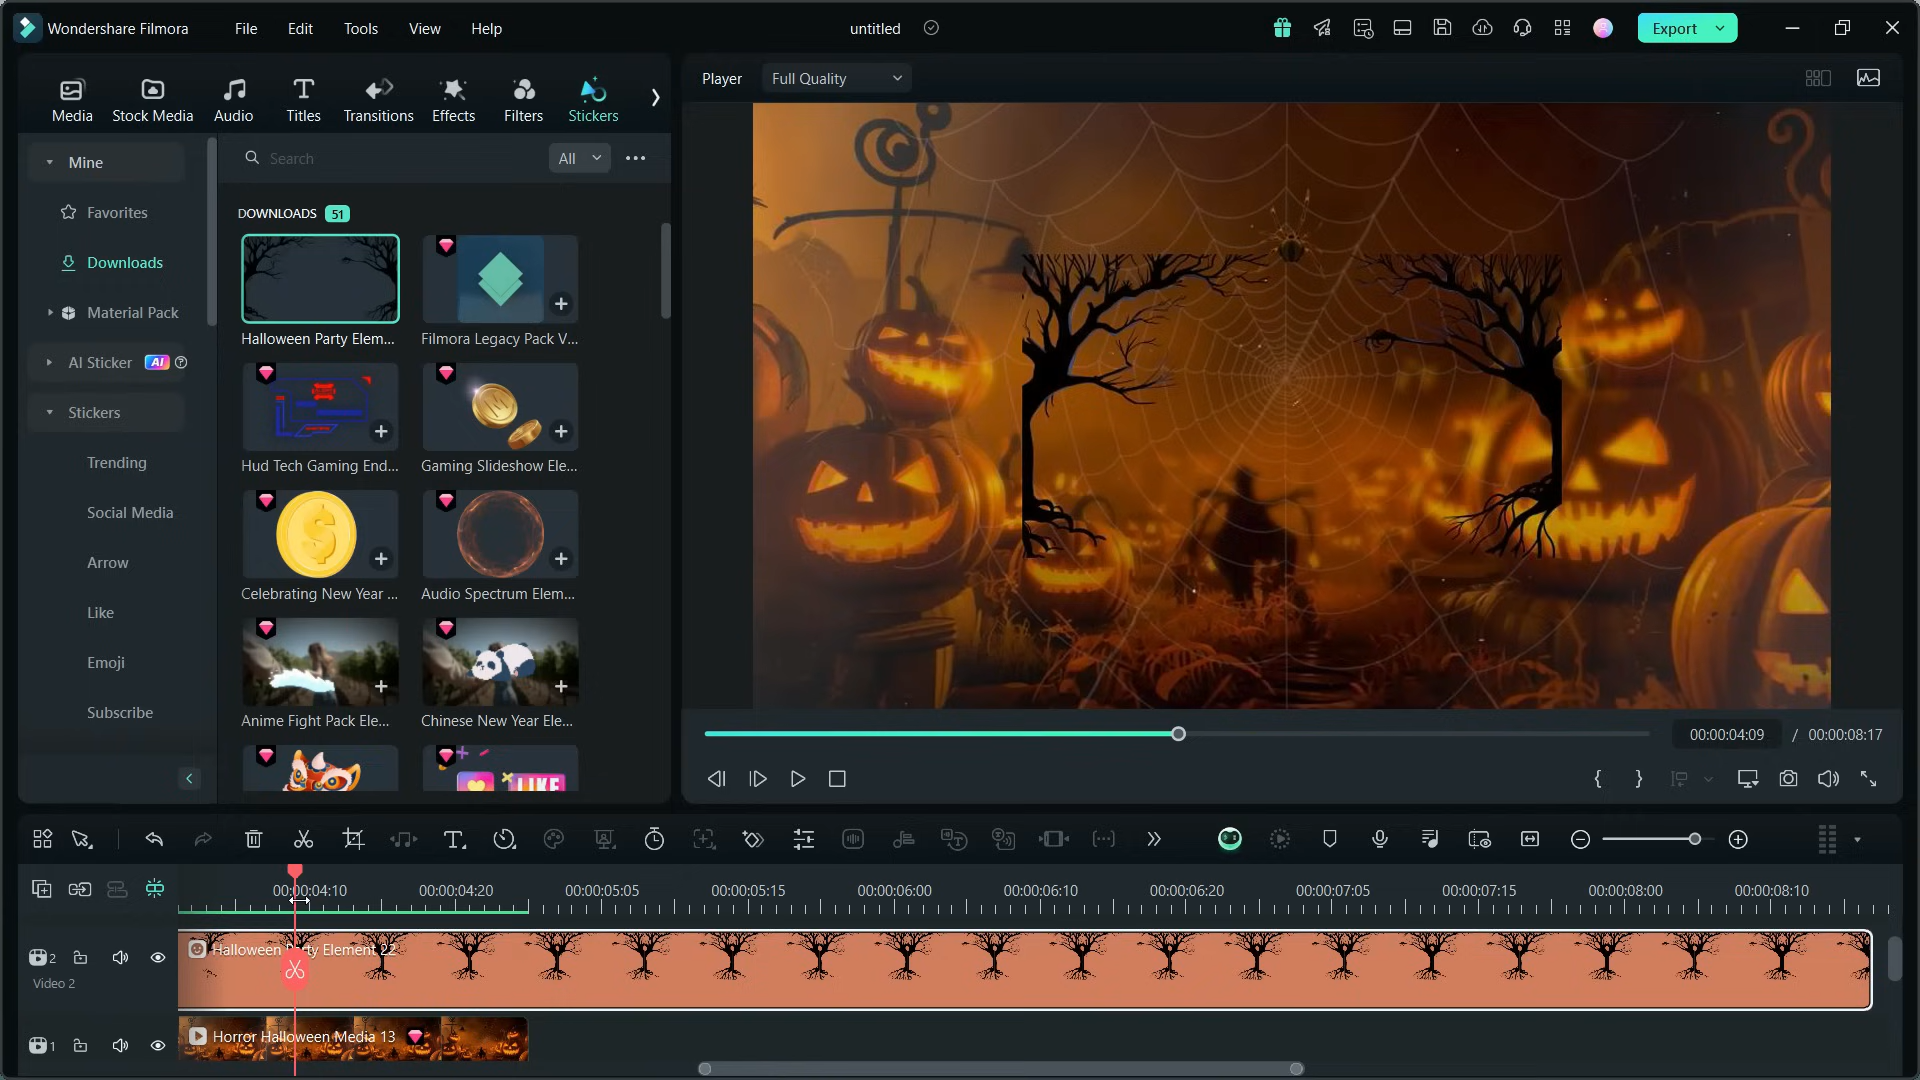 Wondershare Filmora File Edit Tools View Help untitled Export
Media Stock Media Audio Titles Transitions Effects Filters Stickers
Player Full Quality
Mine
Favorites
Downloads
Material Pack
AI Sticker AI ?
Stickers
Trending
Social Media
Arrow
Like
Emoji
Subscribe
Search All
DOWNLOADS 51
Halloween Party Elem... Filmora Legacy Pack V...
Hud Tech Gaming End... Gaming Slideshow Ele...
Celebrating New Year ... Audio Spectrum Elem...
Anime Fight Pack Ele... Chinese New Year Ele...
LIKE
00:00:04:09 / 00:00:08:17
00:00:04:10 00:00:04:20 00:00:05:05 00:00:05:15 00:00:06:00 00:00:06:10 00:00:06:20 00:00:07:05 00:00:07:15 00:00:08:00 00:00:08:10
2 Halloween Party Element 22
Video 2
1 Horror Halloween Media 13